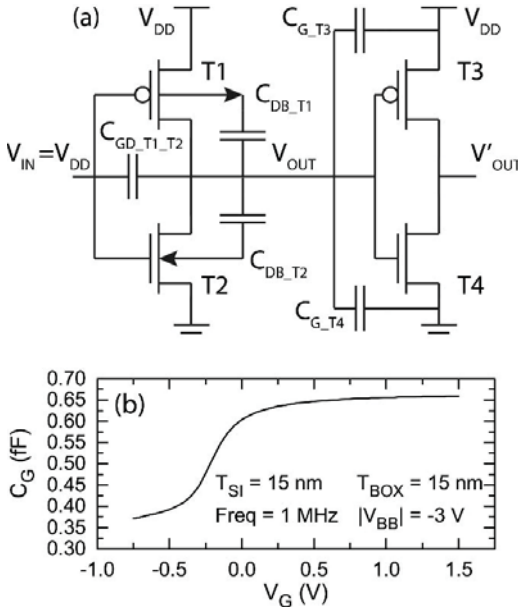 (a)
V_DD
C_G_T3
V_DD
T1
T3
C_DB_T1
C_GD_T1_T2
V_IN =V_DD
V_OUT
V'_OUT
C_DB_T2
T2
T4
C_G_T4
(b)
0.70
0.65
0.60
0.55
0.50
0.45
0.40
0.35
0.30
C_G (fF)
T_SI = 15 nm T_BOX = 15 nm
Freq = 1 MHz |V_BB| = -3 V
-1.0 -0.5 0.0 0.5 1.0 1.5
V_G (V)